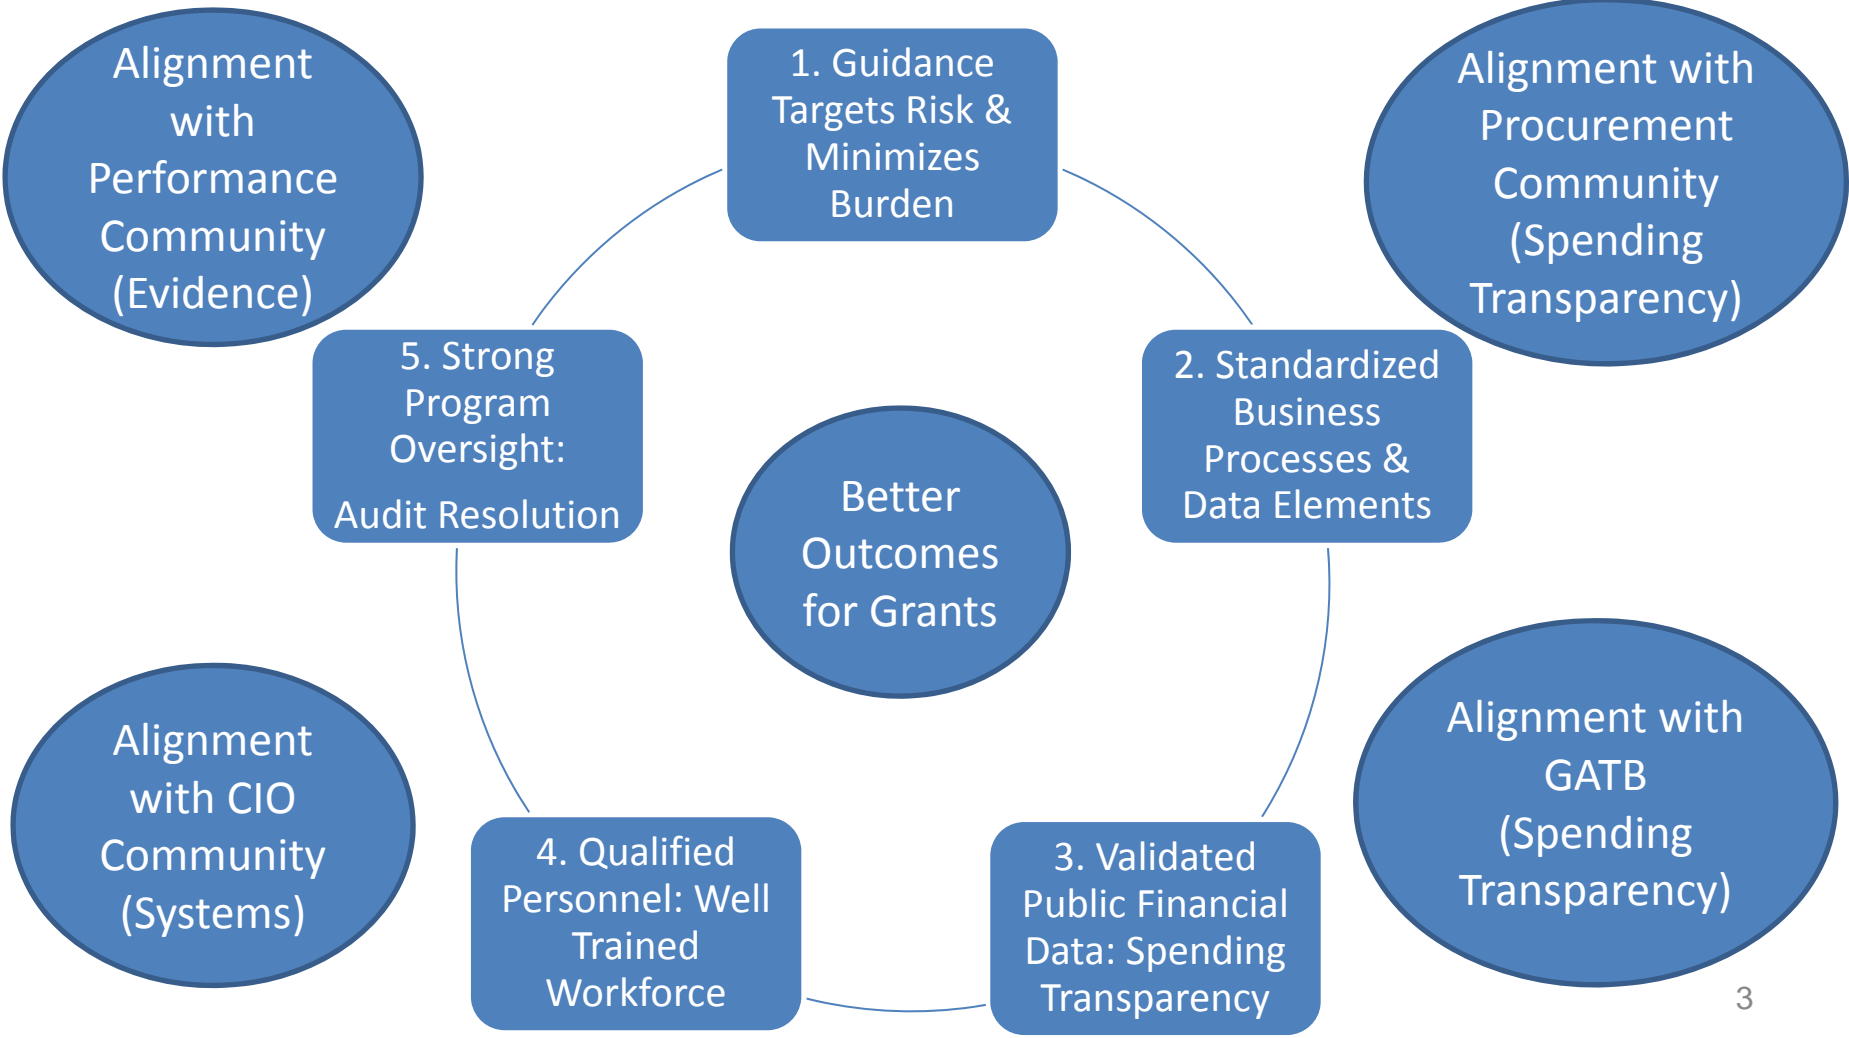 Alignment
with
Performance
Community
(Evidence)
1. Guidance
Targets Risk &
Minimizes
Burden
Alignment with
Procurement
Community
(Spending
Transparency)
5. Strong
Program
Oversight:
Audit Resolution
2. Standardized
Business
Processes &
Data Elements
Better
Outcomes
for Grants
Alignment
with CIO
Community
(Systems)
4. Qualified
Personnel: Well
Trained
Workforce
3. Validated
Public Financial
Data: Spending
Transparency
Alignment with
GATB
(Spending
Transparency)
3